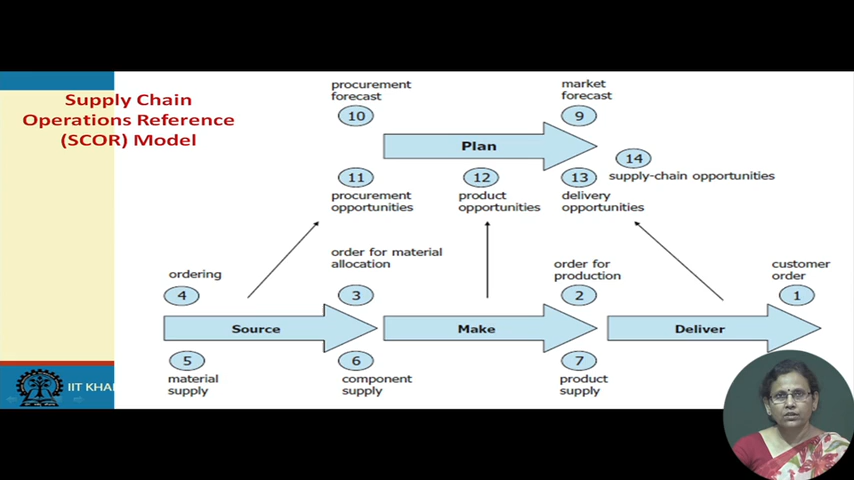 Supply Chain
Operations Reference
(SCOR) Model
procurement
forecast
10
market
forecast
9
Plan
14
supply-chain opportunities
11
procurement
opportunities
12
product
opportunities
13
delivery
opportunities
ordering
4
order for material
allocation
3
order for
production
2
customer
order
1
Source
Make
Deliver
5
material
supply
6
component
supply
7
product
supply
IIT KHA